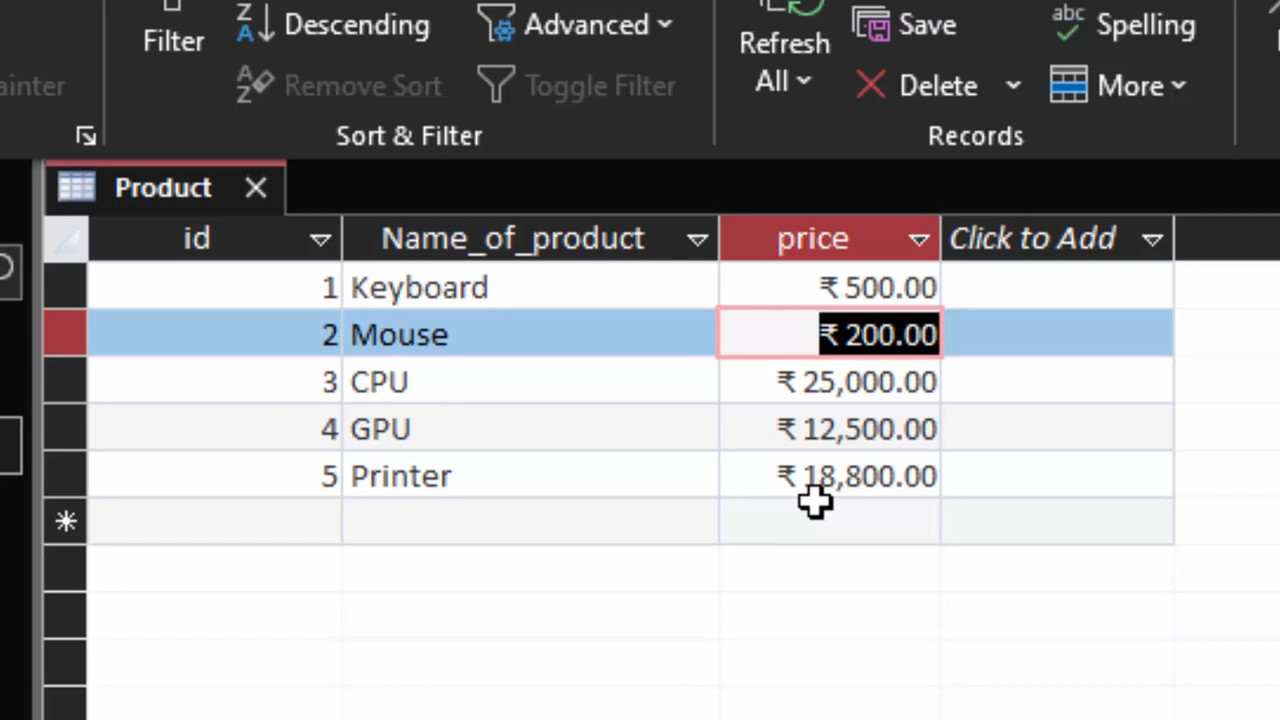 Filter
Descending
Advanced
Refresh
All
Save
abc
Spelling
ainter
Remove Sort
Toggle Filter
Delete
More
Sort & Filter
Records
Product
id Name_of_product price Click to Add
1 Keyboard ₹ 500.00
2 Mouse ₹ 200.00
3 CPU ₹ 25,000.00
4 GPU ₹ 12,500.00
5 Printer ₹ 18,800.00